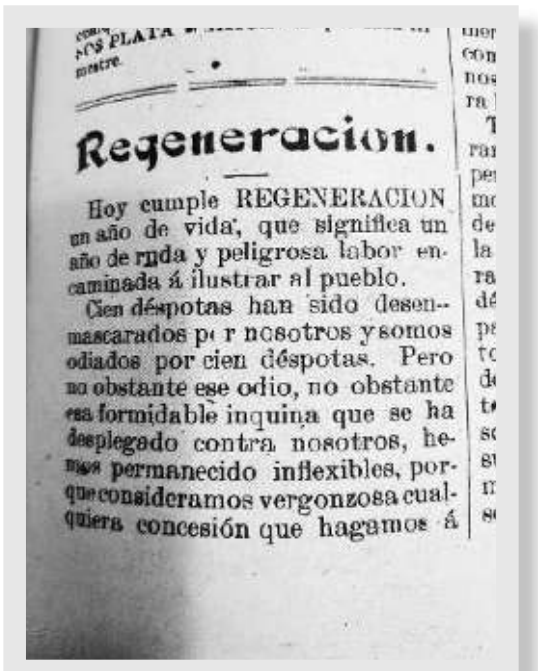 SOS PLATA
mestre.
Regeneracion.
Hoy cumple REGENERACION
un año de vida, que significa un
año de ruda y peligrosa labor en-
caminada á ilustrar al pueblo.
Cien déspotas han sido desen--
mascarados p r nosotros y somos
odiados por cien déspotas. Pero
no obstante ese odio, no obstante
esa formidable inquina que se ha
desplegado contra nosotros, he-
mos permanecido inflexibles, por-
que consideramos vergonzosa cual-
quiera concesión que hagamos á